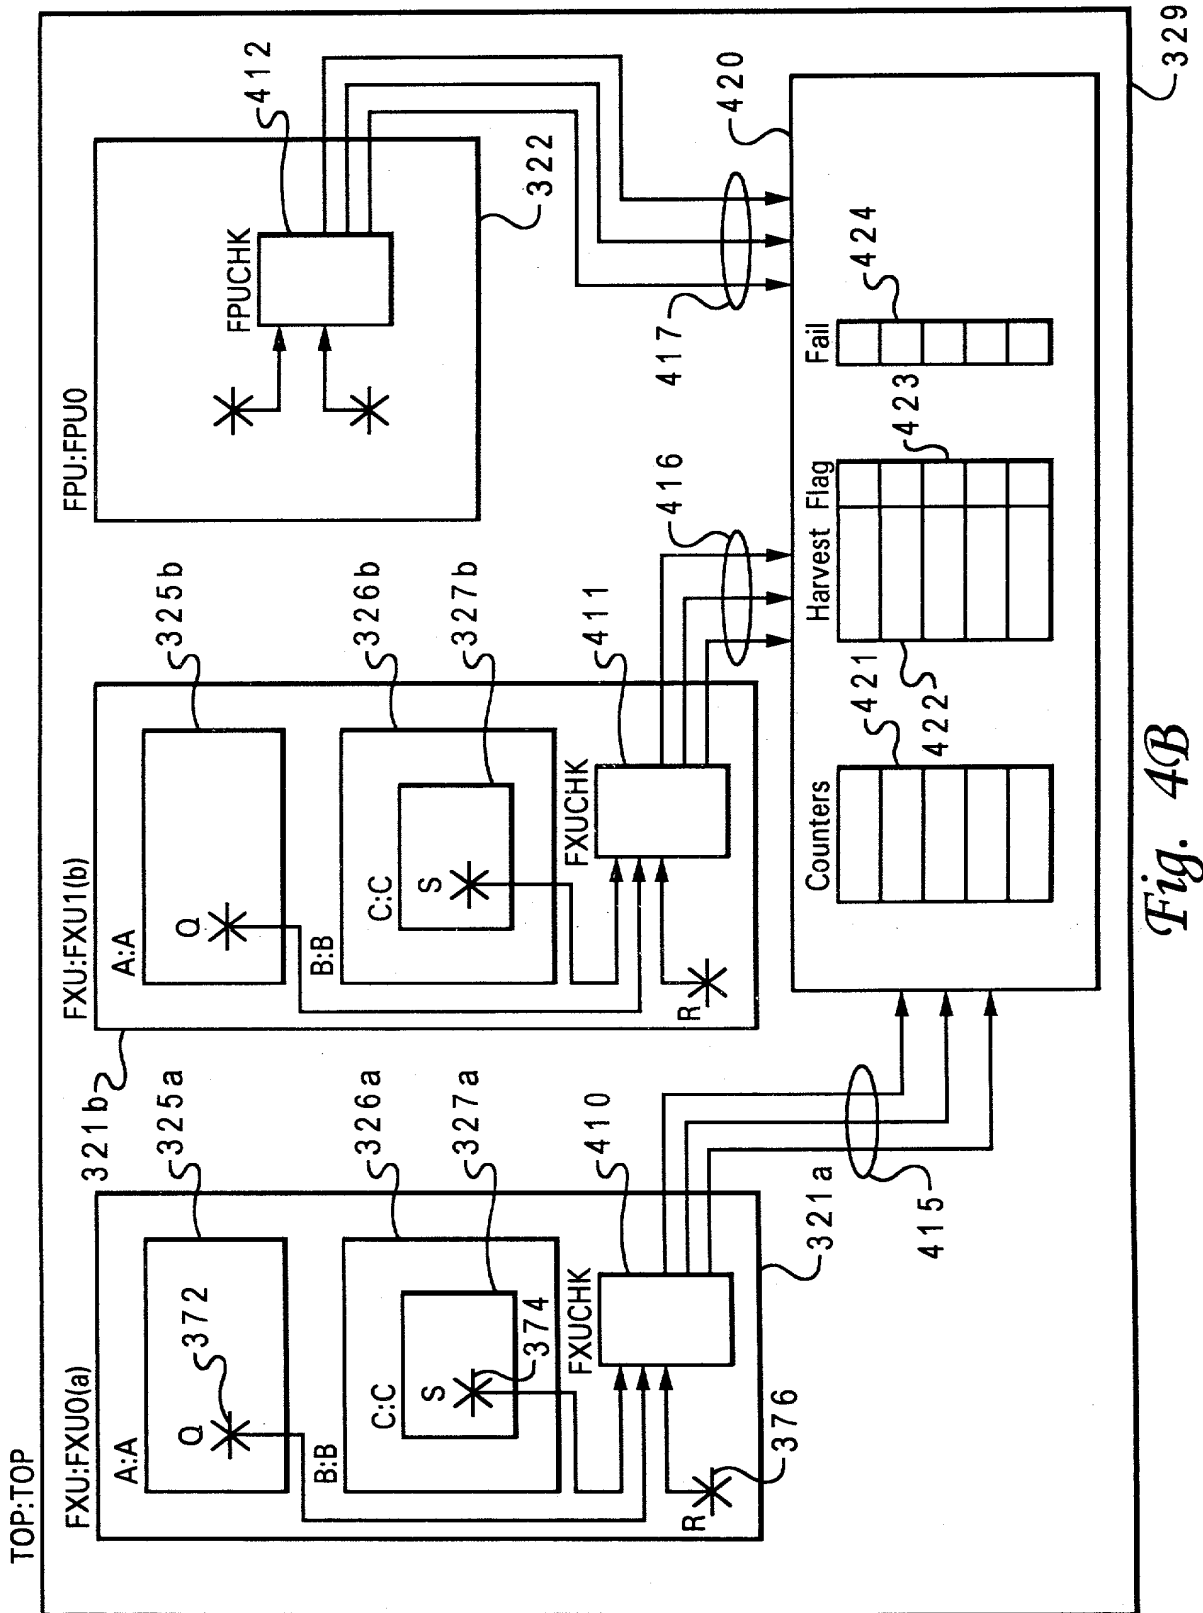 TOP:TOP
FXU:FXU0(a)
A:A
Q
372
325a
B:B
C:C
S
374
326a
327a
R
376
FXUCHK
410
321a
415
321b
FXU:FXU1(b)
A:A
Q
325b
B:B
C:C
S
326b
327b
R
FXUCHK
411
416
FPU:FPU0
FPUCHK
412
322
417
420
Counters
421
Harvest Flag
422
423
Fail
424
329
Fig. 4B